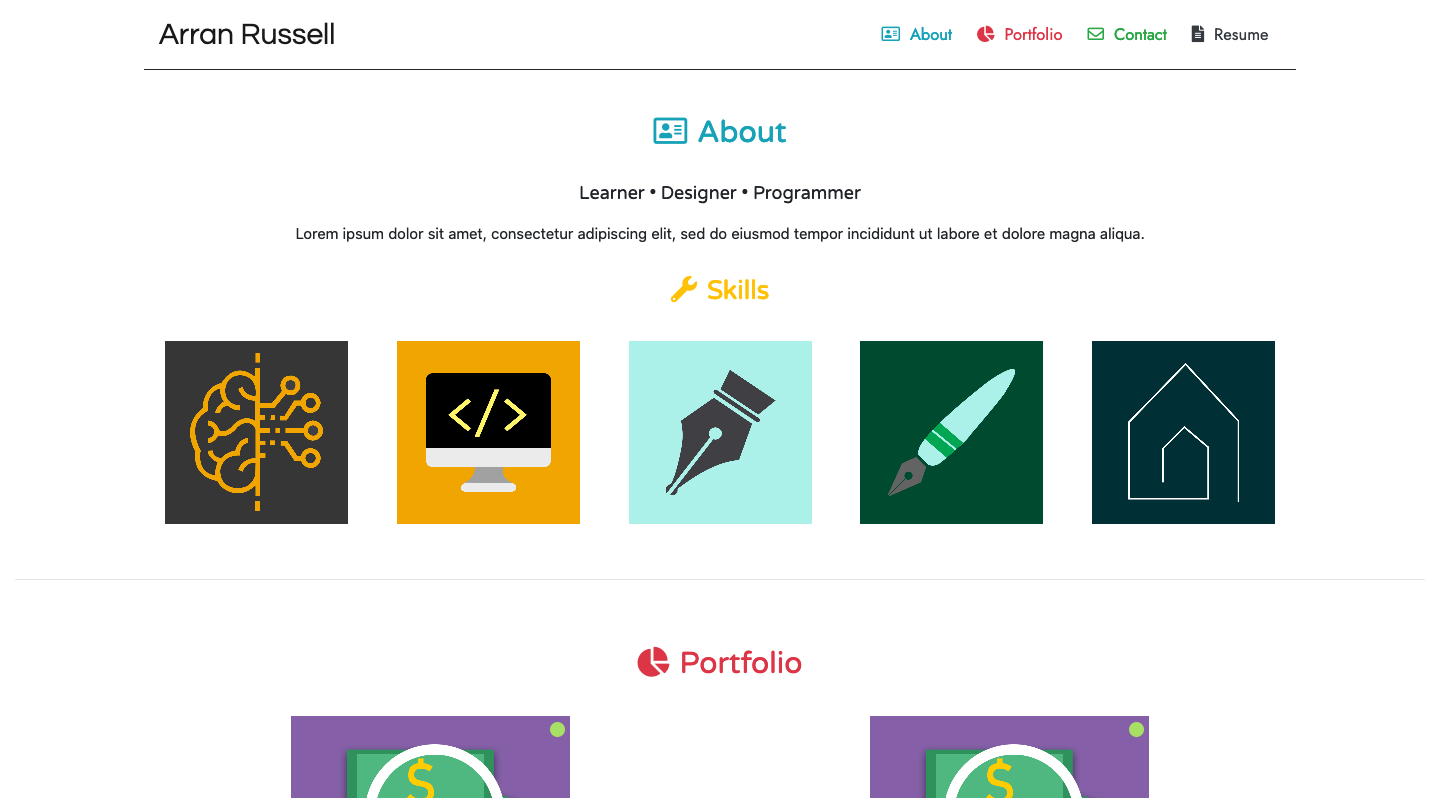 Arran Russell
About Portfolio Contact Resume
About
Learner • Designer • Programmer
Lorem ipsum dolor sit amet, consectetur adipiscing elit, sed do eiusmod tempor incididunt ut labore et dolore magna aliqua.
Skills
</>
Portfolio
$ $